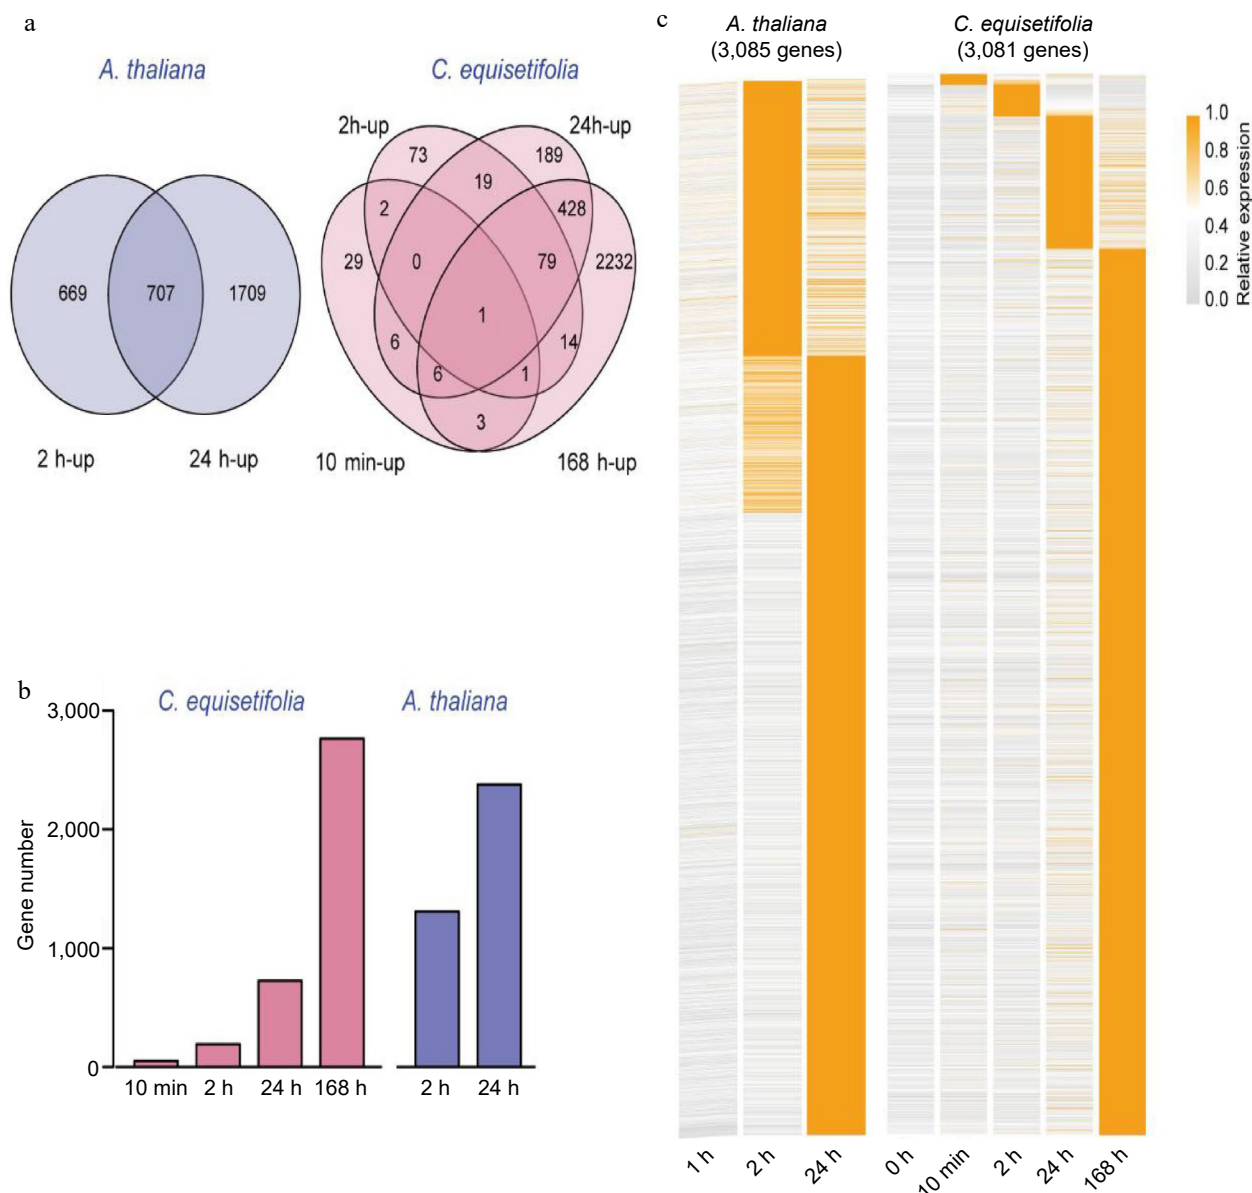 a
A. thaliana
C. equisetifolia
2h-up
24h-up
73
189
19
2
428
29
0
79
2232
669
707
1709
1
6
14
6
1
3
2 h-up
24 h-up
10 min-up
168 h-up
b
C. equisetifolia
A. thaliana
Gene number
3,000
2,000
1,000
0
10 min
2 h
24 h
168 h
2 h
24 h
c
A. thaliana
(3,085 genes)
C. equisetifolia
(3,081 genes)
1.0
0.8
0.6
0.4
0.2
0.0
Relative expression
1 h
2 h
24 h
0 h
10 min
2 h
24 h
168 h